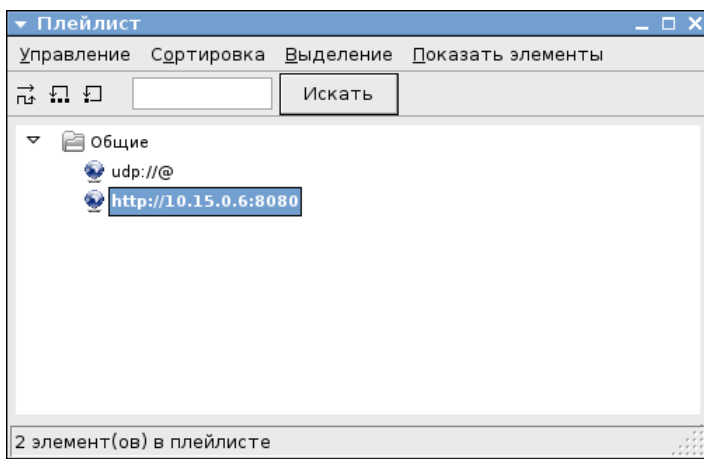 Плейлист
Управление Сортировка Выделение Показать элементы
Искать
Общие
udp://@
http://10.15.0.6:8080
2 элемент(ов) в плейлисте